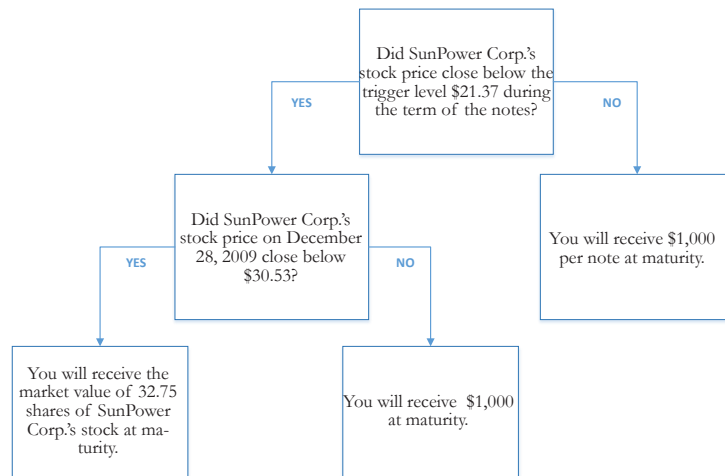 Did SunPower Corp.'s
stock price close below the
trigger level $21.37 during
the term of the notes?
YES
NO
Did SunPower Corp.'s
stock price on December
28, 2009 close below
$30.53?
You will receive $1,000
per note at maturity.
YES
NO
You will receive the
market value of 32.75
shares of SunPower
Corp.'s stock at ma-
turity.
You will receive $1,000
at maturity.